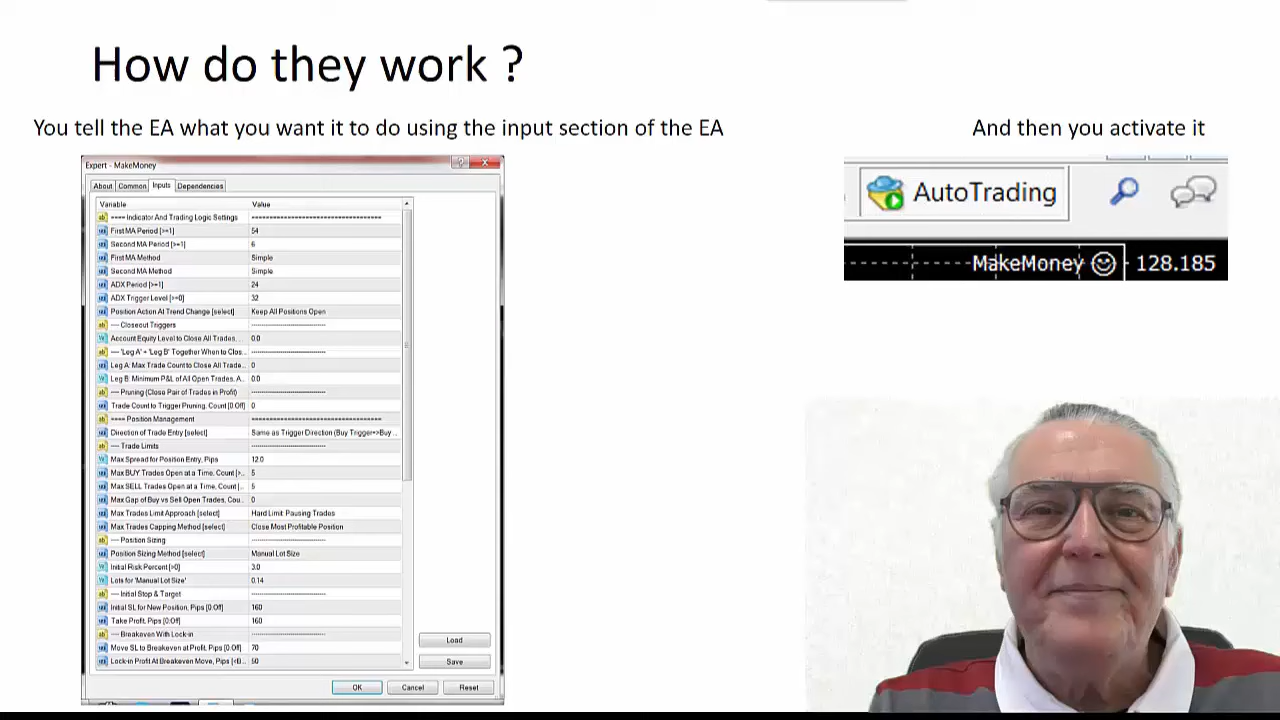 How do they work ?
You tell the EA what you want it to do using the input section of the EA
And then you activate it
Expert - MakeMoney
About Common Inputs Dependencies
Variable Value
==== Indicator And Trading Logic Settings
First MA Period [>=1] 54
Second MA Period [>=1] 6
First MA Method Simple
Second MA Method Simple
ADX Period [>=1] 24
ADX Trigger Level [>=0] 32
Position Action At Trend Change [select] Keep All Positions Open
--- Closeout Triggers
Account Equity Level to Close All Trades... 0.0
--- 'Leg A' + 'Leg B' Together When to Clos...
Leg A: Max Trade Count to Close All Trade... 0
Leg B: Minimum P&L of All Open Trades, A... 0.0
--- Pruning (Close Pair of Trades in Profit)
Trade Count to Trigger Pruning, Count [0:Off] 0
==== Position Management
Direction of Trade Entry [select] Same as Trigger Direction (Buy Trigger=>Buy ...
--- Trade Limits
Max Spread for Position Entry, Pips 12.0
Max BUY Trades Open at a Time, Count [>... 5
Max SELL Trades Open at a Time, Count [... 5
Max Gap of Buy vs Sell Open Trades, Cou... 0
Max Trades Limit Approach [select] Hard Limit: Pausing Trades
Max Trades Capping Method [select] Close Most Profitable Position
--- Position Sizing
Position Sizing Method [select] Manual Lot Size
Initial Risk Percent [>0] 3.0
Lots for 'Manual Lot Size' 0.14
--- Initial Stop & Target
Initial SL for New Position, Pips [0:Off] 160
Take Profit, Pips [0:Off] 160
--- Breakeven With Lock-in
Move SL to Breakeven at Profit, Pips [0:Off] 70
Lock-in Profit At Breakeven Move, Pips [<B... 50
Load
Save
OK Cancel Reset
AutoTrading
MakeMoney 128.185